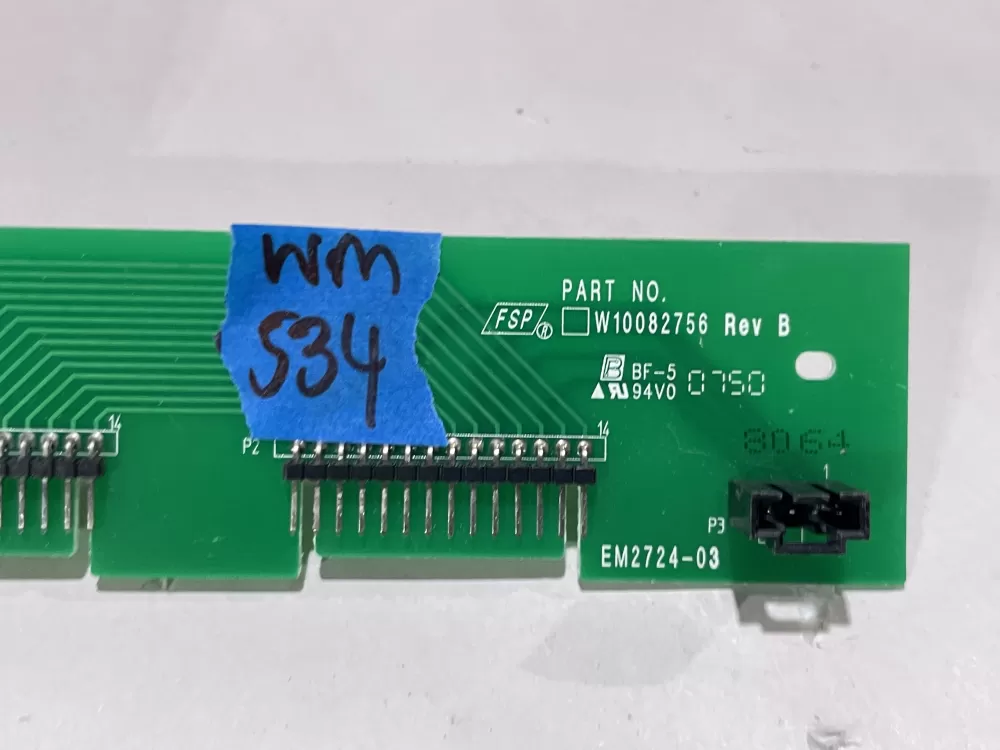 WM
534
PART NO.
FSP ® W10082756 Rev B
B BF-5
94V0 0750
8064
14
14
P2
1
P3
EM2724-03